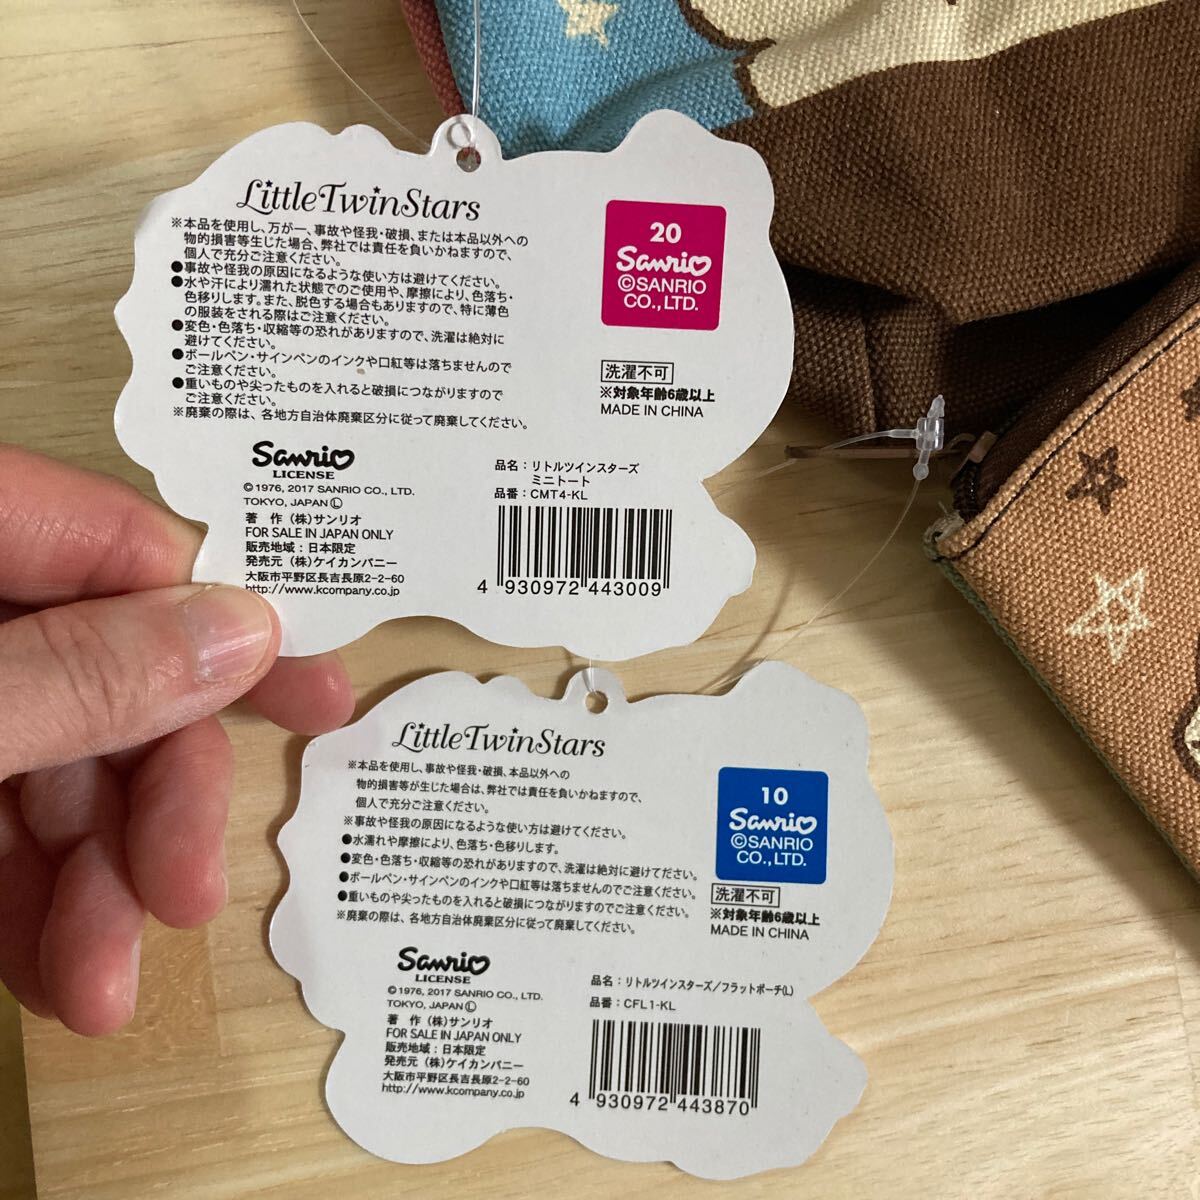 LittleTwinStars
※本品を使用し、万が一、事故や怪我・破損、または本品以外への
物的損害等生じた場合、弊社では責任を負いかねますので、
個人で充分ご注意ください。
●事故や怪我の原因になるような使い方は避けてください。
●水や汗により濡れた状態でのご使用や、摩擦により、色落ち・
色移りします。また、脱色する場合もありますので、特に薄色
の服装をされる際はご注意ください。
●変色・色落ち・収縮等の恐れがありますので、洗濯は絶対に
避けてください。
●ボールペン・サインペンのインクや口紅等は落ちませんので
ご注意ください。
●重いものや尖ったものを入れると破損につながりますので
ご注意ください。
※廃棄の際は、各地方自治体廃棄区分に従って廃棄してください。
20
Sanrio
©SANRIO
CO.,LTD.
洗濯不可
※対象年齢6歳以上
MADE IN CHINA
Sanrio
LICENSE
©1976, 2017 SANRIO CO., LTD.
TOKYO, JAPAN Ⓛ
著 作 (株)サンリオ
FOR SALE IN JAPAN ONLY
販売地域:日本限定
発売元 (株)ケイカンパニー
大阪市平野区長吉長原2-2-60
http://www.kcompany.co.jp
品名:リトルツインスターズ
ミニトート
品番:CMT4-KL
4 930972 443009
LittleTwinStars
※本品を使用し、事故や怪我・破損、本品以外への
物的損害等が生じた場合は、弊社では責任を負いかねますので、
個人で充分ご注意ください。
※事故や怪我の原因になるような使い方は避けてください。
●水濡れや摩擦により、色落ち・色移りします。
●変色・色落ち・収縮等の恐れがありますので、洗濯は絶対に避けてください。
●ボールペン・サインペンのインクや口紅等は落ちませんのでご注意ください。
●重いものや尖ったものを入れると破損につながりますのでご注意ください。
※廃棄の際は、各地方自治体廃棄区分に従って廃棄してください。
10
Sanrio
©SANRIO
CO.,LTD.
洗濯不可
※対象年齢6歳以上
MADE IN CHINA
Sanrio
LICENSE
©1976, 2017 SANRIO CO., LTD.
TOKYO, JAPAN Ⓛ
著 作 (株)サンリオ
FOR SALE IN JAPAN ONLY
販売地域:日本限定
発売元 (株)ケイカンパニー
大阪市平野区長吉長原2-2-60
http://www.kcompany.co.jp
品名:リトルツインスターズ/フラットポーチ(L)
品番:CFL1-KL
4 930972 443870